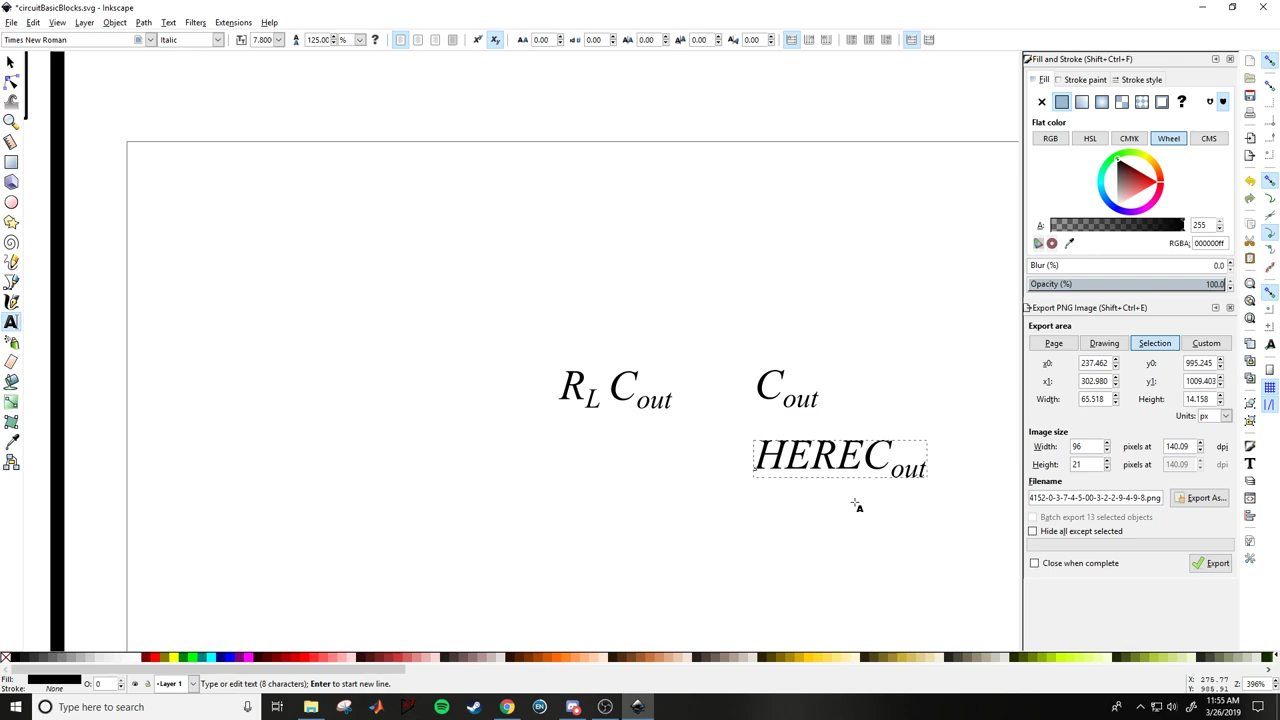 *circuitBasicBlocks.svg - Inkscape
File Edit View Layer Object Path Text Filters Extensions Help
Times New Roman Italic 7.800 125.00 % 0.00 0.00 0.00 0.00 0.00
Fill and Stroke (Shift+Ctrl+F)
Fill Stroke paint Stroke style
Flat color
RGB HSL CMYK Wheel CMS
A: 255
RGBA: 000000ff
Blur (%) 0.0
Opacity (%) 100.0
Export PNG Image (Shift+Ctrl+E)
Export area
Page Drawing Selection Custom
x0: 237.462 y0: 995.245
x1: 302.980 y1: 1009.403
Width: 65.518 Height: 14.158
Units: px
Image size
Width: 96 pixels at 140.09 dpi
Height: 21 pixels at 140.09 dpi
Filename
4152-0-3-7-4-5-00-3-2-2-9-4-9-8.png Export As...
Batch export 13 selected objects
Hide all except selected
Close when complete Export
RL Cout Cout
HERECout
Fill: Stroke: None O: 0 Layer 1 Type or edit text (8 characters); Enter to start new line.
X: 275.77
Y: 905.91
Z: 396%
Type here to search
11:55 AM
3/26/2019